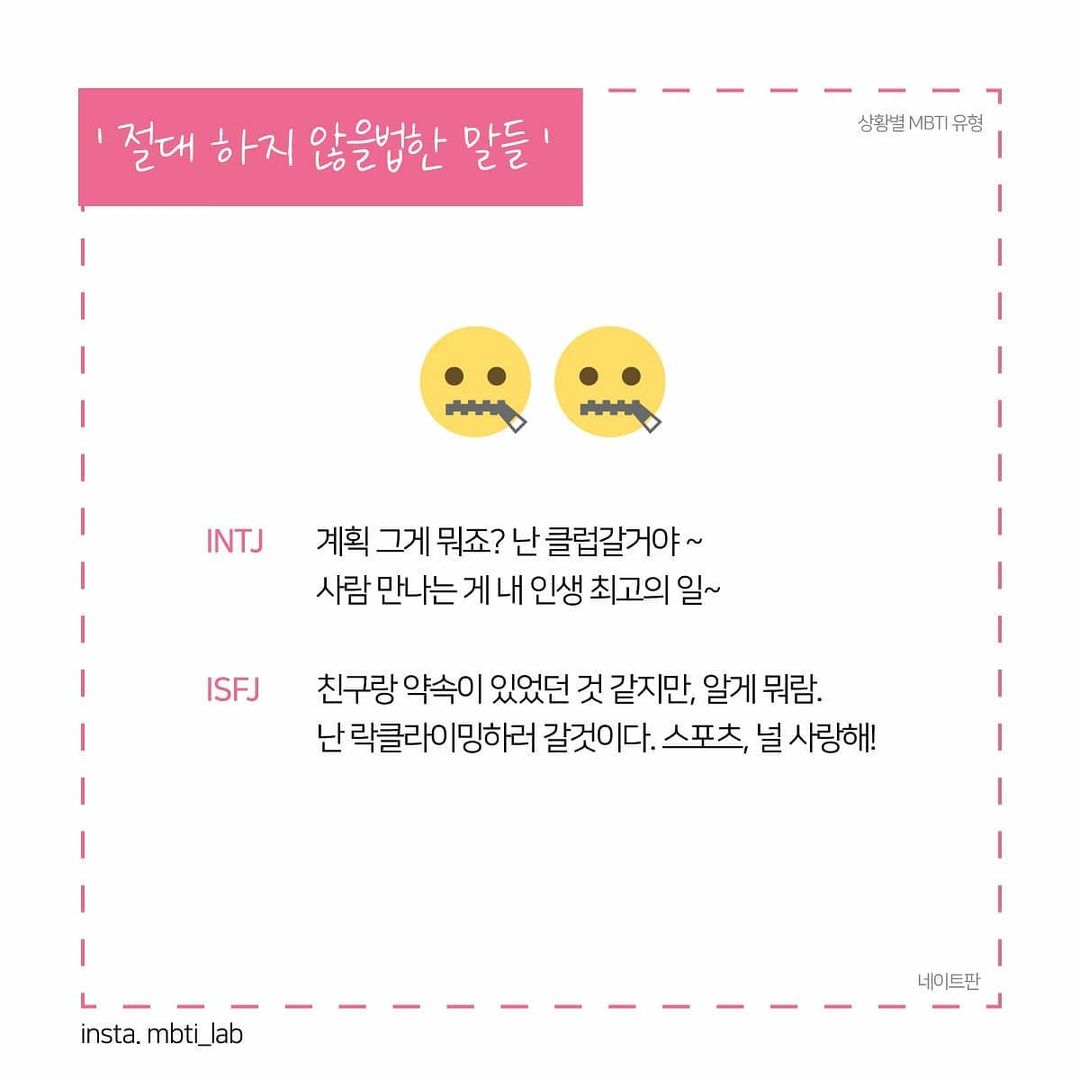 ' 절대 하지 않을법한 말들 '
상황별 MBTI 유형
INTJ 계획 그게 뭐죠? 난 클럽갈거야 ~
사람 만나는 게 내 인생 최고의 일~
ISFJ 친구랑 약속이 있었던 것 같지만, 알게 뭐람.
난 락클라이밍하러 갈것이다. 스포츠, 널 사랑해!
네이트판
insta. mbti_lab